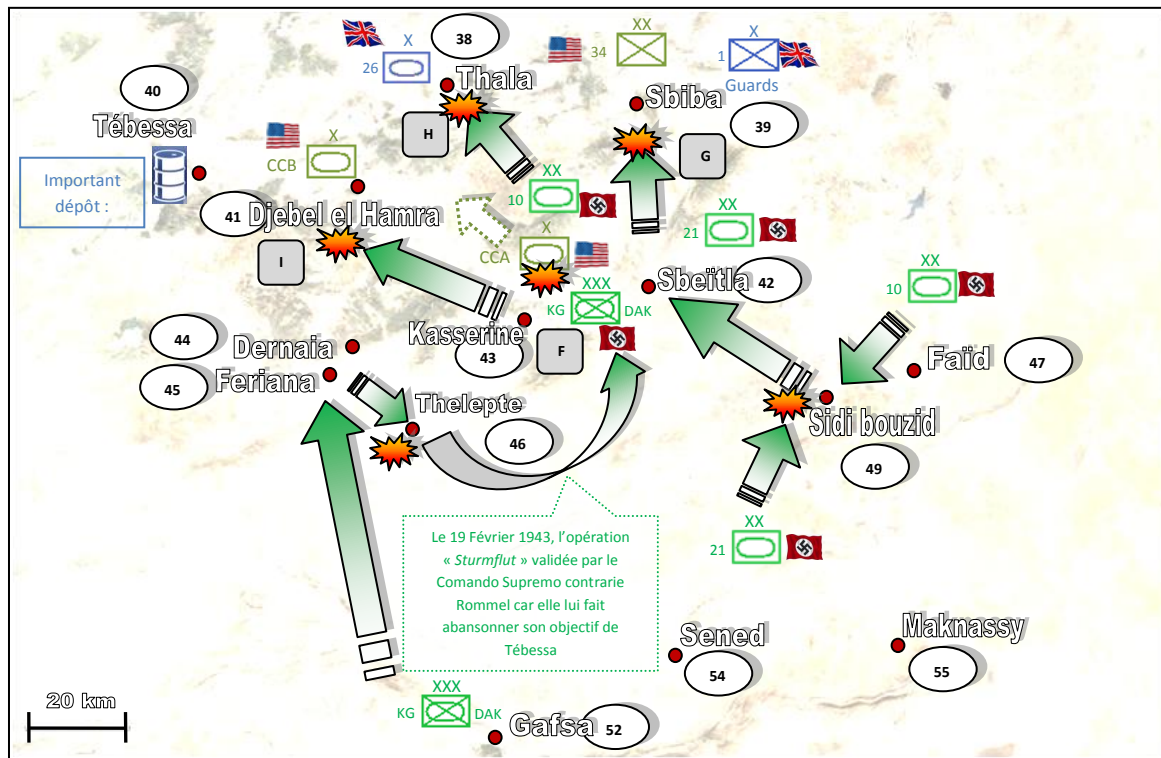 38
X
26
Thala
XX
34
X
1
Guards
Sbiba
39
40
Tébessa
Important
dépôt :
41
X
CCB
Djebel el Hamra
H
G
I
XX
10
XX
21
X
CCA
XXX
KG DAK
Sbeïtla
42
XX
10
Kasserine
43
F
44
Dernaia
45
Feriana
Thelepte
46
Faïd
47
Sidi bouzid
49
XX
21
Le 19 Février 1943, l’opération
« Sturmflut » validée par le
Comando Supremo contrarie
Rommel car elle lui fait
abansonner son objectif de
Tébessa
Sened
54
Maknassy
55
XXX
KG DAK
Gafsa
52
20 km